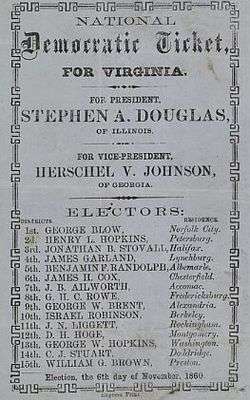 NATIONAL
Democratic Ticket,
FOR VIRGINIA.
FOR PRESIDENT,
STEPHEN A. DOUGLAS,
OF ILLINOIS.
FOR VICE-PRESIDENT,
HERSCHEL V. JOHNSON,
OF GEORGIA.
ELECTORS:
DISTRICTS RESIDENCE
1st. GEORGE BLOW, Norfolk City.
2d. HENRY L. HOPKINS, Petersburg.
3rd. JONATHAN B. STOVALL, Halifax.
4th. JAMES GARLAND, Lynchburg.
5th. BENJAMIN F. RANDOLPH, Albemarle.
6th. JAMES H. COX, Chesterfield.
7th. J. B. AILWORTH, Accomac.
8th. G. H. C. ROWE, Fredericksburg.
9th. GEORGE W. BRENT, Alexandria.
10th. ISRAEL ROBINSON, Berkeley.
11th. J. N. LIGGETT, Rockingham.
12th. D. H. HOGE, Montgomery.
13th. GEORGE W. HOPKINS, Washington.
14th. C. J. STUART, Doddridge.
15th. WILLIAM G. BROWN, Preston.
Election, the 6th day of November, 1860.
Express Print